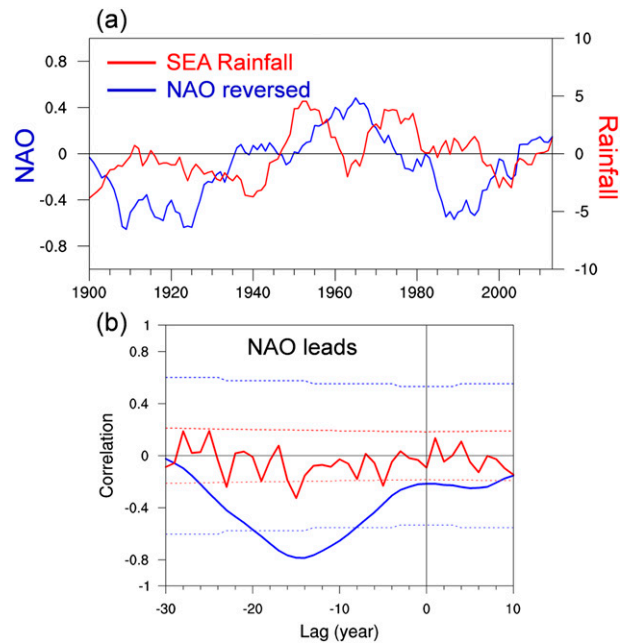 (a)
SEA Rainfall
NAO reversed
NAO
0.8
0.4
0
-0.4
-0.8
Rainfall
10
5
0
-5
-10
1900 1920 1940 1960 1980 2000
(b)
NAO leads
Correlation
1
0.8
0.4
0
-0.4
-0.8
-1
-30 -20 -10 0 10
Lag (year)